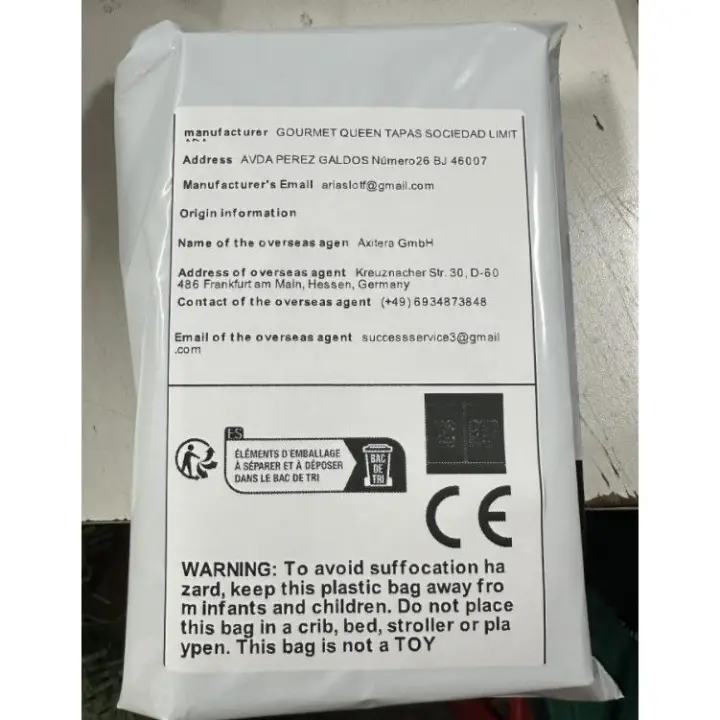 manufacturer GOURMET QUEEN TAPAS SOCIEDAD LIMIT
ADA
Address AVDA PEREZ GALDOS Número26 BJ 46007
Manufacturer's Email ariaslotf@gmail.com
Origin information
Name of the overseas agen Axitera GmbH
Address of overseas agent Kreuznacher Str. 30, D-60
486 Frankfurt am Main, Hessen, Germany
Contact of the overseas agent (+49) 6934873848
Email of the overseas agent successservice3@gmail
.com
ES
ÉLÉMENTS D'EMBALLAGE
À SÉPARER ET À DÉPOSER
DANS LE BAC DE TRI
BAC
DE
TRI
CE
WARNING: To avoid suffocation ha
zard, keep this plastic bag away fro
m infants and children. Do not place
this bag in a crib, bed, stroller or pla
ypen. This bag is not a TOY